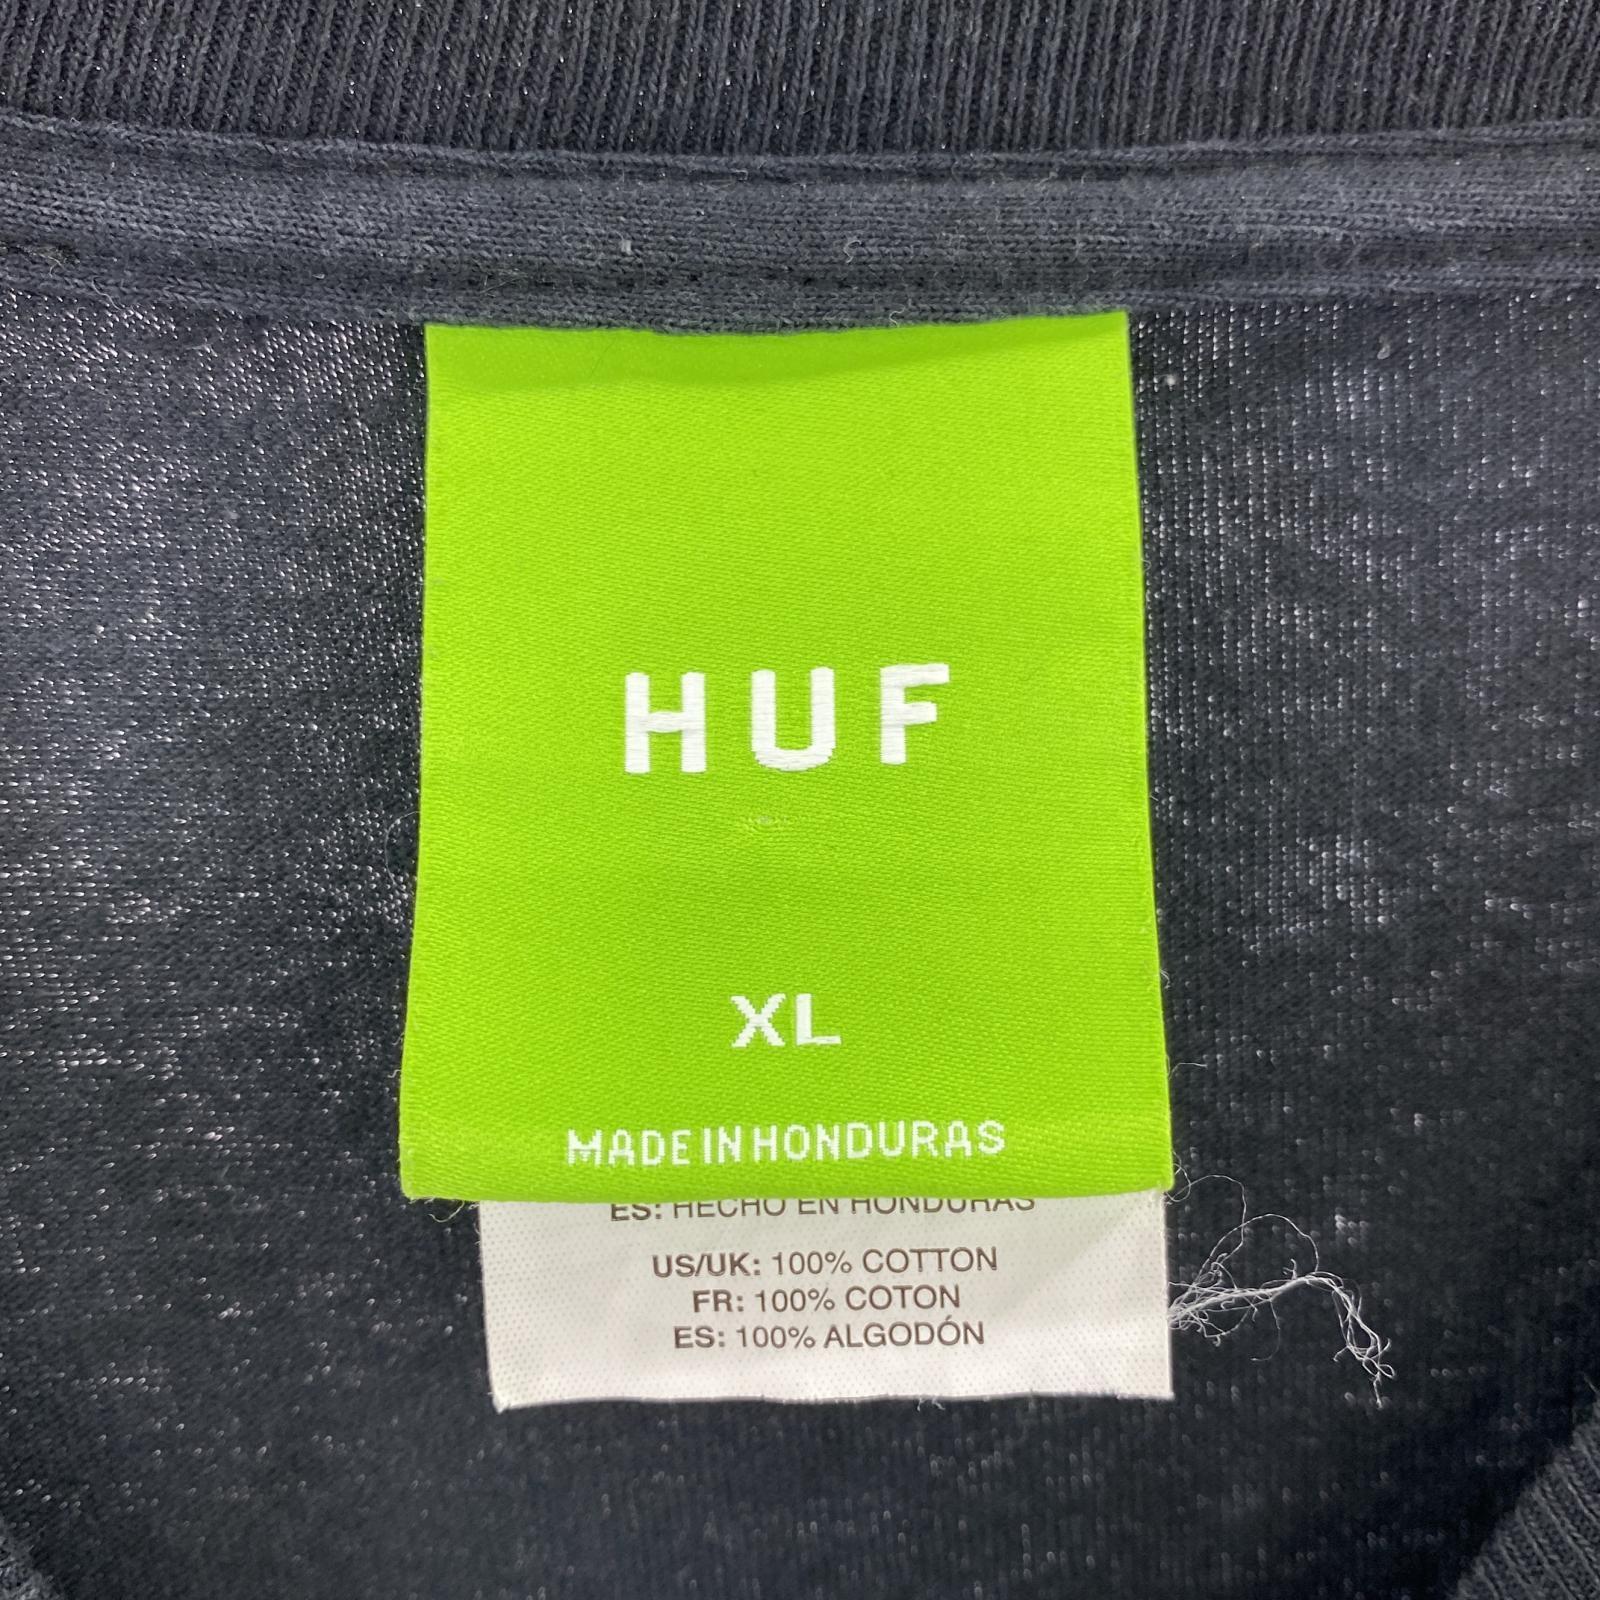 HUF
XL
MADE IN HONDURAS
ES: HECHO EN HONDURAS
US/UK: 100% COTTON
FR: 100% COTON
ES: 100% ALGODÓN